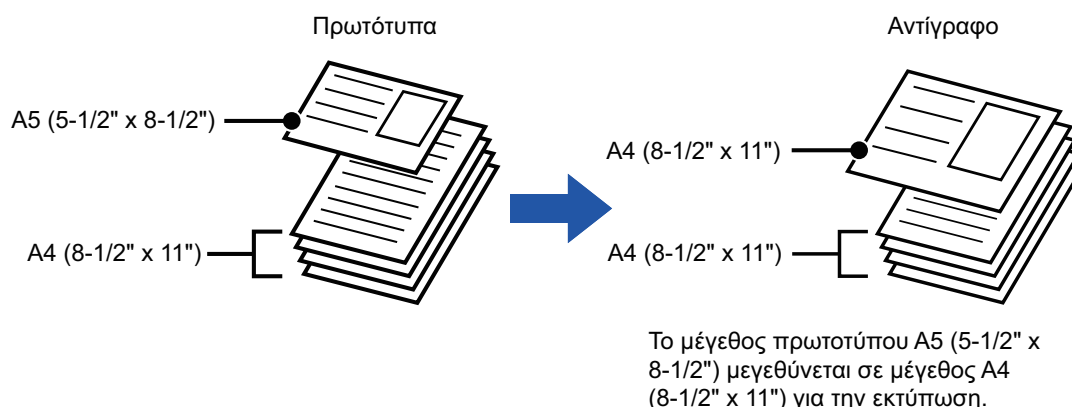 Πρωτότυπα
Αντίγραφο
A5 (5-1/2" x 8-1/2")
A4 (8-1/2" x 11")
A4 (8-1/2" x 11")
A4 (8-1/2" x 11")
Το μέγεθος πρωτοτύπου A5 (5-1/2" x
8-1/2") μεγεθύνεται σε μέγεθος A4
(8-1/2" x 11") για την εκτύπωση.